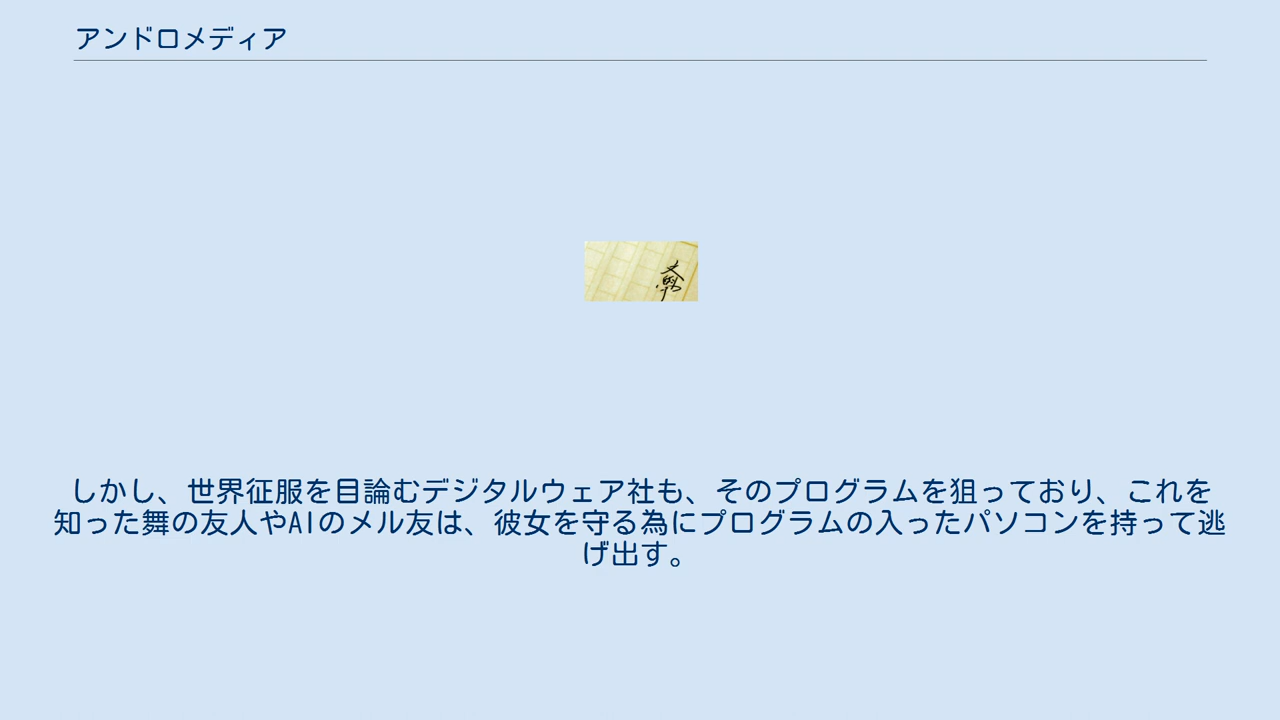 アンドロメディア
しかし、世界征服を目論むデジタルウェア社も、そのプログラムを狙っており、これを
知った舞の友人やAIのメル友は、彼女を守る為にプログラムの入ったパソコンを持って逃
げ出す。